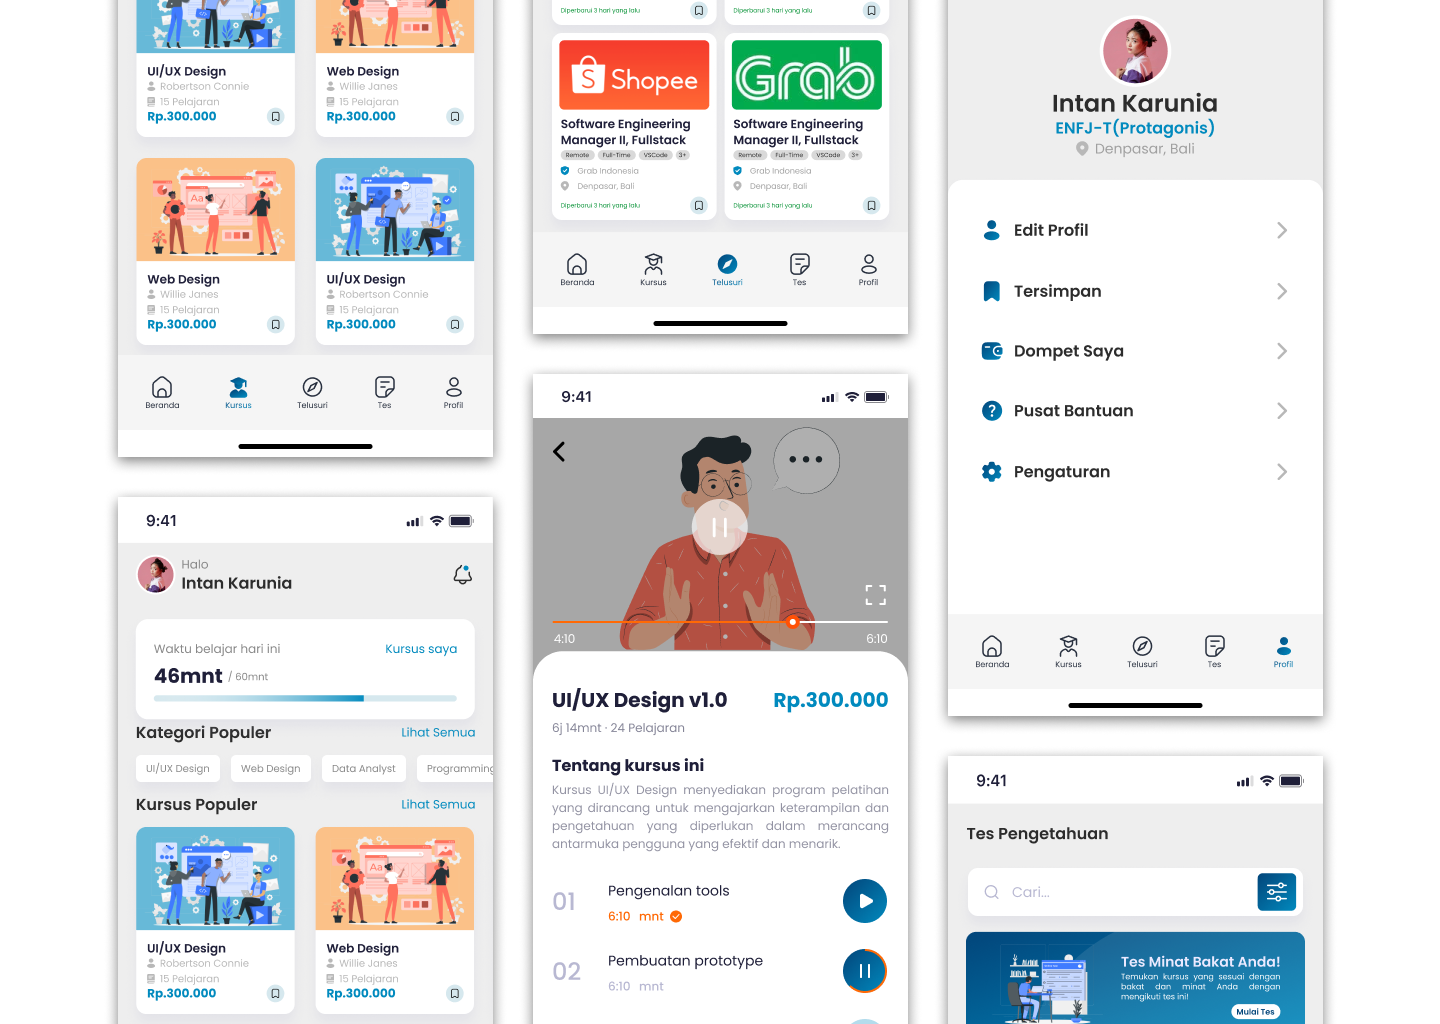 UI/UX Design
Robertson Connie
15 Pelajaran
Rp.300.000
Web Design
Willie Janes
15 Pelajaran
Rp.300.000
Web Design
Willie Janes
15 Pelajaran
Rp.300.000
UI/UX Design
Robertson Connie
15 Pelajaran
Rp.300.000
Beranda
Kursus
Telusuri
Tes
Profil
9:41
Halo
Intan Karunia
Waktu belajar hari ini
Kursus saya
46mnt / 60mnt
Kategori Populer
Lihat Semua
UI/UX Design
Web Design
Data Analyst
Programming
Kursus Populer
Lihat Semua
Aa
UI/UX Design
Robertson Connie
15 Pelajaran
Rp.300.000
Web Design
Willie Janes
15 Pelajaran
Rp.300.000
Diperbarui 3 hari yang lalu
Diperbarui 3 hari yang lalu
S Shopee
Software Engineering
Manager II, Fullstack
Remote
Full-Time
VSCode
3+
Grab Indonesia
Denpasar, Bali
Diperbarui 3 hari yang lalu
Grab
Software Engineering
Manager II, Fullstack
Remote
Full-Time
VSCode
3+
Grab Indonesia
Denpasar, Bali
Diperbarui 3 hari yang lalu
Beranda
Kursus
Telusuri
Tes
Profil
9:41
4:10
6:10
UI/UX Design v1.0
Rp.300.000
6j 14mnt · 24 Pelajaran
Tentang kursus ini
Kursus UI/UX Design menyediakan program pelatihan
yang dirancang untuk mengajarkan keterampilan dan
pengetahuan yang diperlukan dalam merancang
antarmuka pengguna yang efektif dan menarik.
01
Pengenalan tools
6:10 mnt
02
Pembuatan prototype
6:10 mnt
Intan Karunia
ENFJ-T(Protagonis)
Denpasar, Bali
Edit Profil
Tersimpan
Dompet Saya
Pusat Bantuan
Pengaturan
Beranda
Kursus
Telusuri
Tes
Profil
9:41
Tes Pengetahuan
Cari...
Tes Minat Bakat Anda!
Temukan kursus yang sesuai dengan
bakat dan minat Anda dengan
mengikuti tes ini!
Mulai Tes